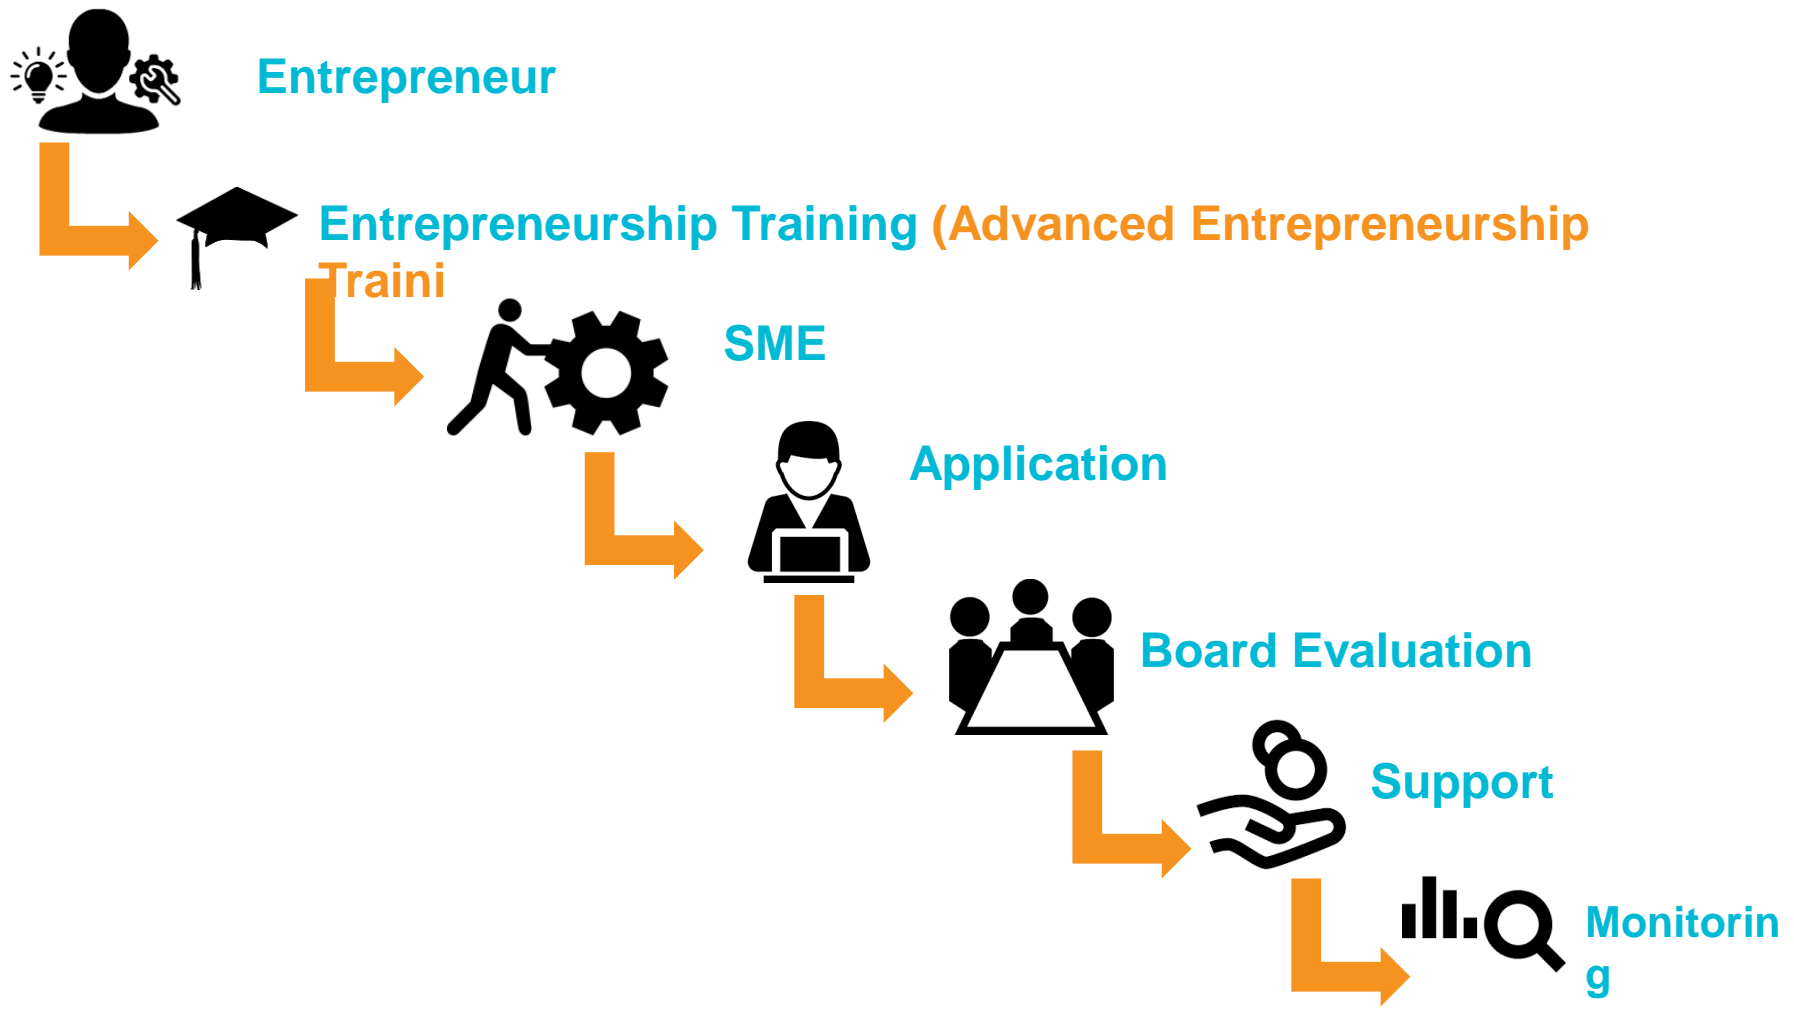 Entrepreneur
Entrepreneurship Training (Advanced Entrepreneurship
Traini
SME
Application
Board Evaluation
Support
Monitorin
g